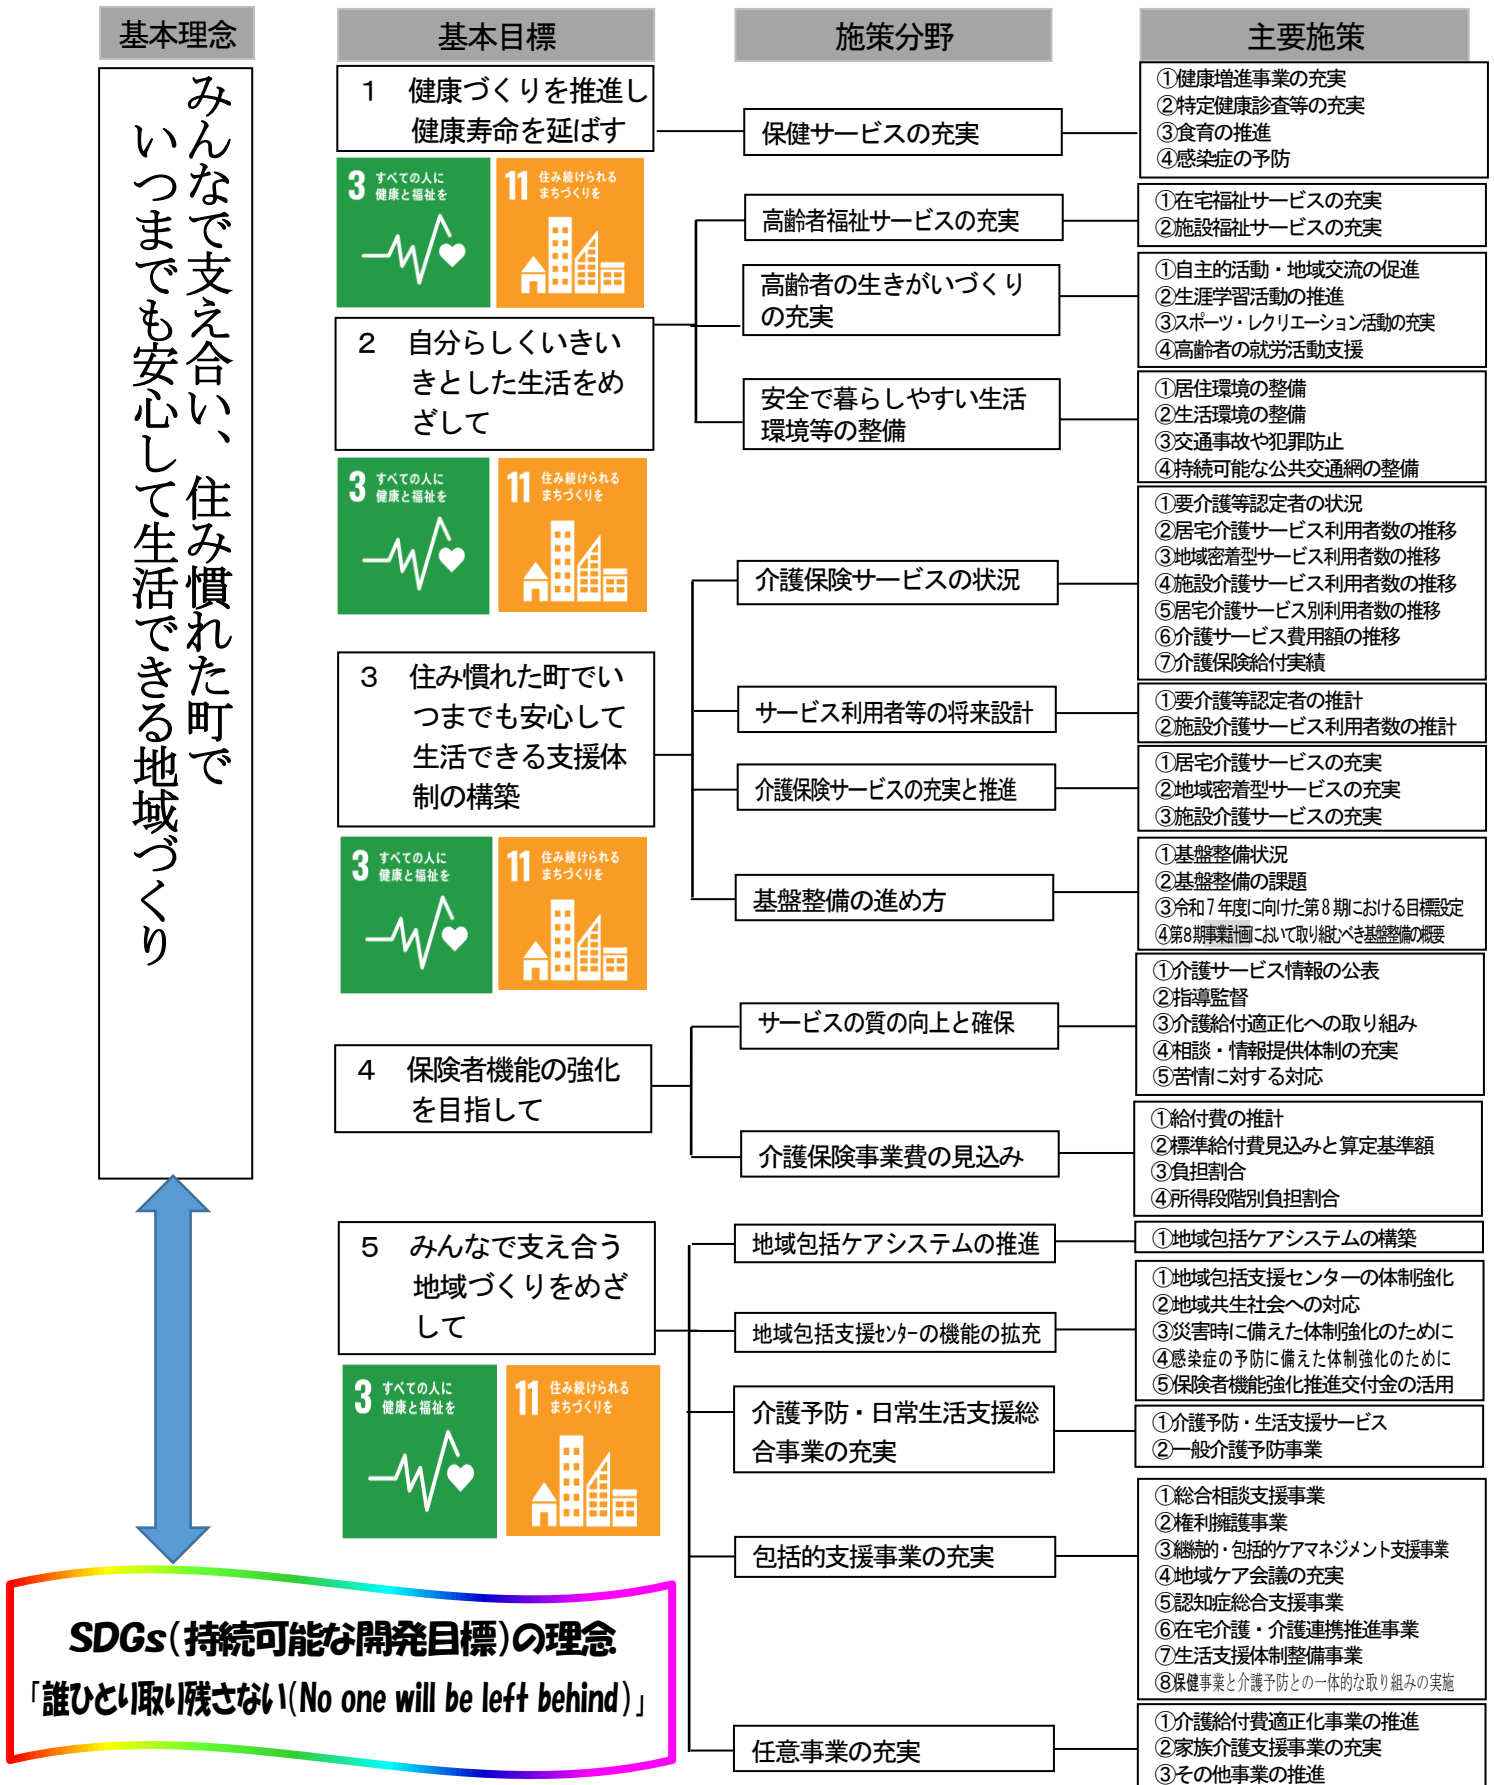 基本理念
基本目標
施策分野
主要施策
みんなで支え合い、住み慣れた町で
いつまでも安心して生活できる地域づくり
1 健康づくりを推進し
健康寿命を延ばす
3 すべての人に
健康と福祉を
11 住み続けられる
まちづくりを
保健サービスの充実
①健康増進事業の充実
②特定健康診査等の充実
③食育の推進
④感染症の予防
2 自分らしくいきい
きとした生活をめ
ざして
3 すべての人に
健康と福祉を
11 住み続けられる
まちづくりを
高齢者福祉サービスの充実
①在宅福祉サービスの充実
②施設福祉サービスの充実
高齢者の生きがいづくり
の充実
①自主的活動・地域交流の促進
②生涯学習活動の推進
③スポーツ・レクリエーション活動の充実
④高齢者の就労活動支援
安全で暮らしやすい生活
環境等の整備
①居住環境の整備
②生活環境の整備
③交通事故や犯罪防止
④持続可能な公共交通網の整備
3 住み慣れた町でい
つまでも安心して
生活できる支援体
制の構築
3 すべての人に
健康と福祉を
11 住み続けられる
まちづくりを
介護保険サービスの状況
①要介護等認定者の状況
②居宅介護サービス利用者数の推移
③地域密着型サービス利用者数の推移
④施設介護サービス利用者数の推移
⑤居宅介護サービス別利用者数の推移
⑥介護サービス費用額の推移
⑦介護保険給付実績
サービス利用者等の将来設計
①要介護等認定者の推計
②施設介護サービス利用者数の推計
介護保険サービスの充実と推進
①居宅介護サービスの充実
②地域密着型サービスの充実
③施設介護サービスの充実
基盤整備の進め方
①基盤整備状況
②基盤整備の課題
③令和7年度に向けた第8期における目標設定
④第8期事業計画において取り組むべき基盤整備の概要
4 保険者機能の強化
を目指して
サービスの質の向上と確保
①介護サービス情報の公表
②指導監督
③介護給付適正化への取り組み
④相談・情報提供体制の充実
⑤苦情に対する対応
介護保険事業費の見込み
①給付費の推計
②標準給付費見込みと算定基準額
③負担割合
④所得段階別負担割合
5 みんなで支え合う
地域づくりをめざ
して
3 すべての人に
健康と福祉を
11 住み続けられる
まちづくりを
地域包括ケアシステムの推進
①地域包括ケアシステムの構築
地域包括支援センターの機能の拡充
①地域包括支援センターの体制強化
②地域共生社会への対応
③災害時に備えた体制強化のために
④感染症の予防に備えた体制強化のために
⑤保険者機能強化推進交付金の活用
介護予防・日常生活支援総
合事業の充実
①介護予防・生活支援サービス
②一般介護予防事業
包括的支援事業の充実
①総合相談支援事業
②権利擁護事業
③継続的・包括的ケアマネジメント支援事業
④地域ケア会議の充実
⑤認知症総合支援事業
⑥在宅介護・介護連携推進事業
⑦生活支援体制整備事業
⑧保健事業と介護予防との一体的な取り組みの実施
任意事業の充実
①介護給付費適正化事業の推進
②家族介護支援事業の充実
③その他事業の推進
SDGs(持続可能な開発目標)の理念
「誰ひとり取り残さない(No one will be left behind)」